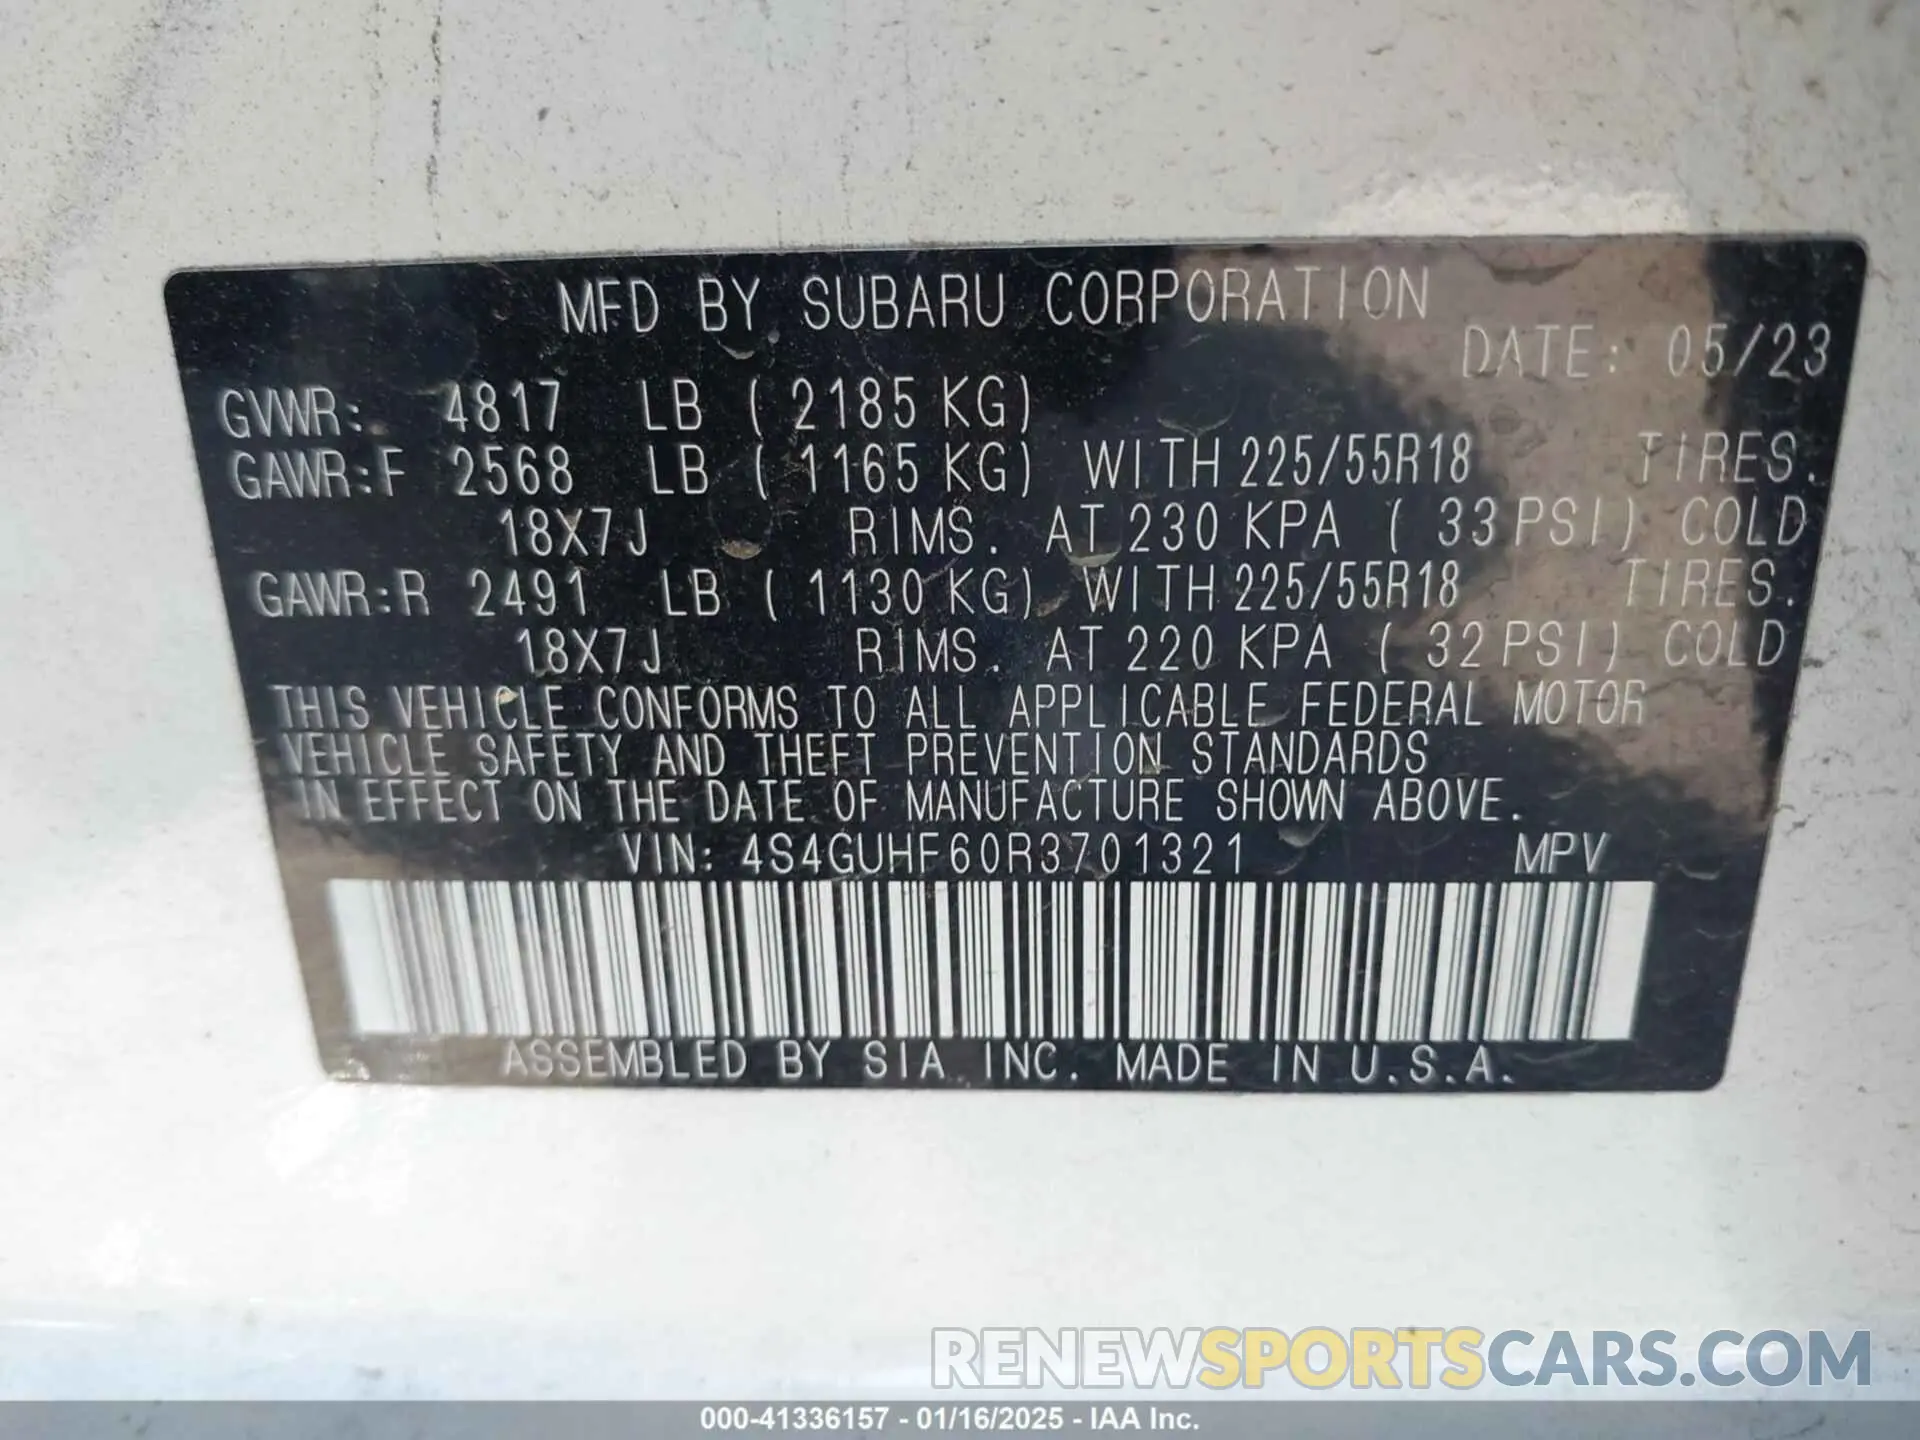 MFD BY SUBARU CORPORATION
DATE: 05/23
GVWR: 4817 LB ( 2185 KG)
GAWR:F 2568 LB ( 1165 KG) WITH 225/55R18 TIRES.
18X7J RIMS. AT 230 KPA ( 33 PSI) COLD
GAWR:R 2491 LB ( 1130 KG) WITH 225/55R18 TIRES.
18X7J RIMS. AT 220 KPA ( 32 PSI) COLD
THIS VEHICLE CONFORMS TO ALL APPLICABLE FEDERAL MOTOR
VEHICLE SAFETY AND THEFT PREVENTION STANDARDS
IN EFFECT ON THE DATE OF MANUFACTURE SHOWN ABOVE.
VIN: 4S4GUHF60R3701321 MPV
ASSEMBLED BY SIA INC. MADE IN U.S.A.
RENEWSPORTSCARS.COM
000-41336157 - 01/16/2025 - IAA Inc.